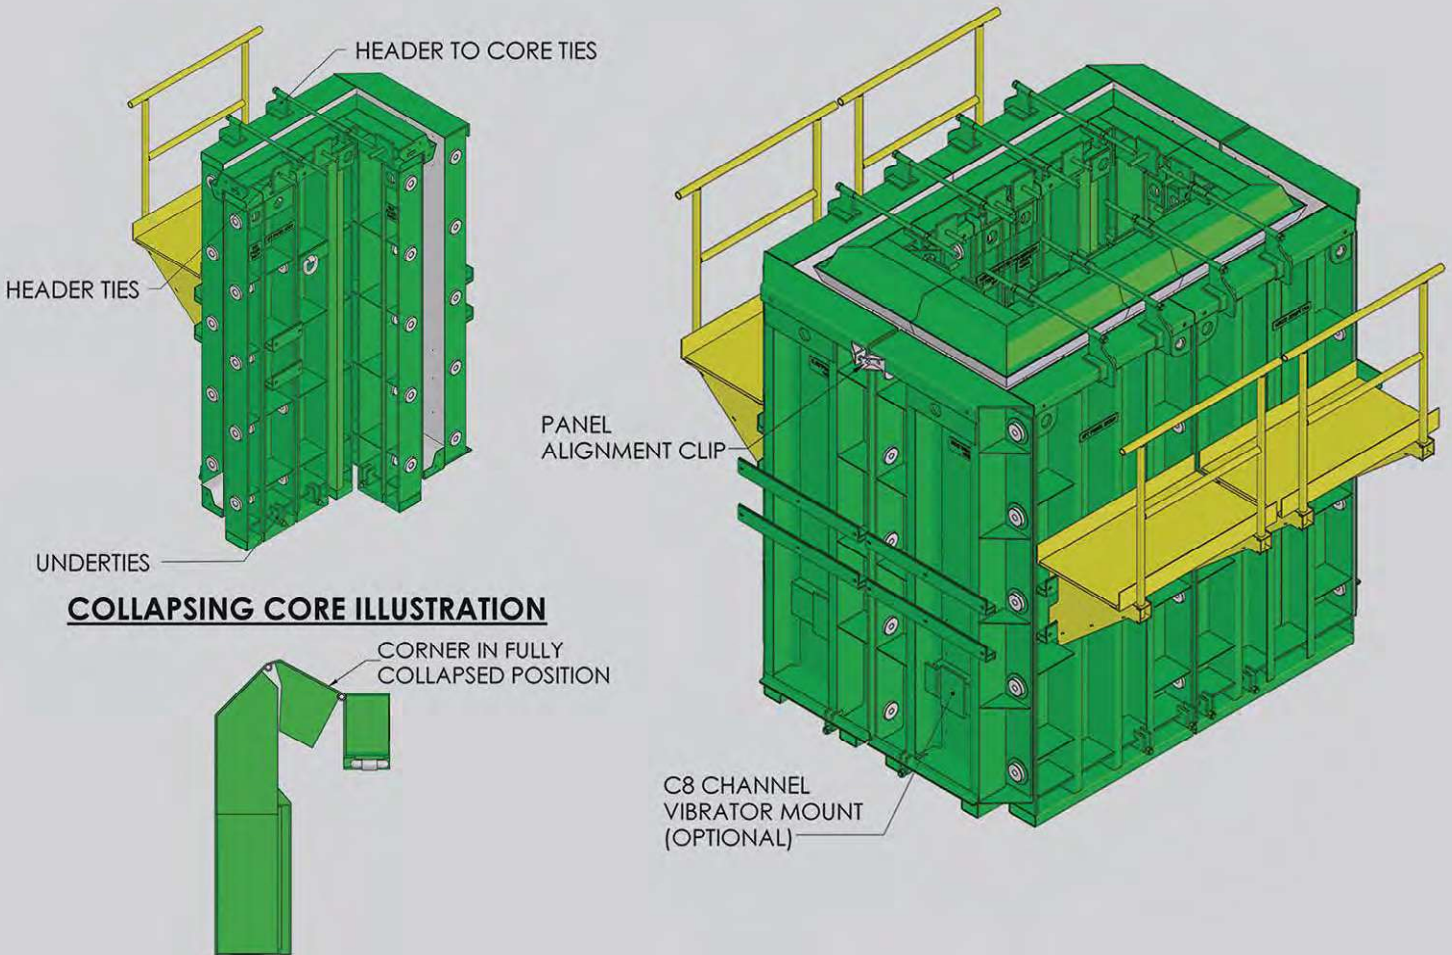 HEADER TO CORE TIES
HEADER TIES
UNDERTIES
COLLAPSING CORE ILLUSTRATION
CORNER IN FULLY
COLLAPSED POSITION
PANEL
ALIGNMENT CLIP
C8 CHANNEL
VIBRATOR MOUNT
(OPTIONAL)